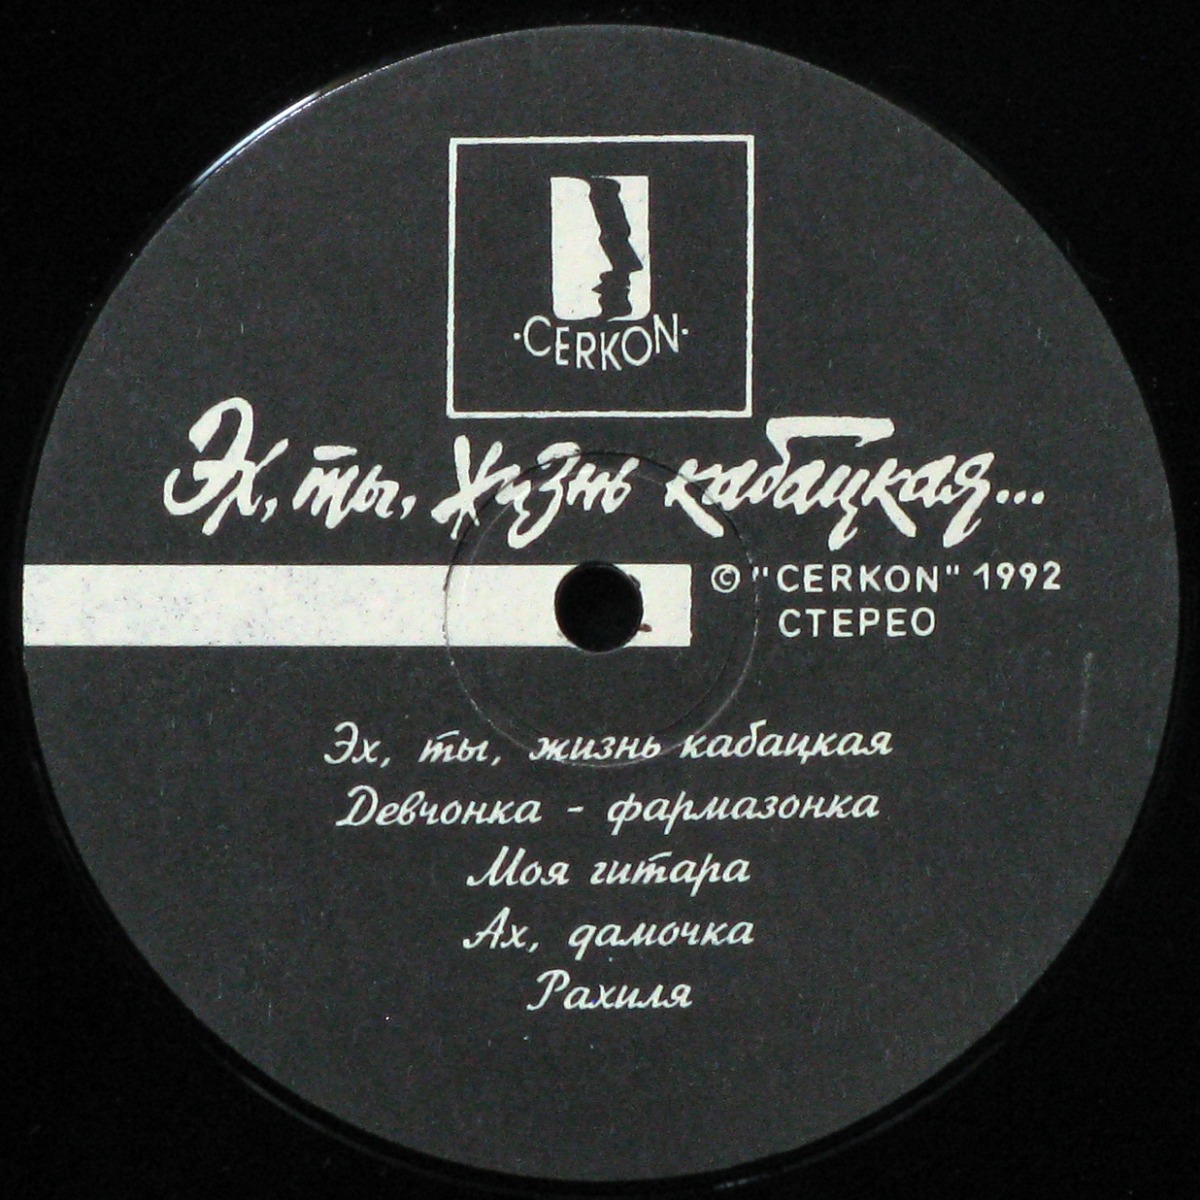 ·CERKON·
Эх, ты, жизнь кабацкая...
© "CERKON" 1992
СТЕРЕО
Эх, ты, жизнь кабацкая
Девчонка - фармазонка
Моя гитара
Ах, дамочка
Рахиля